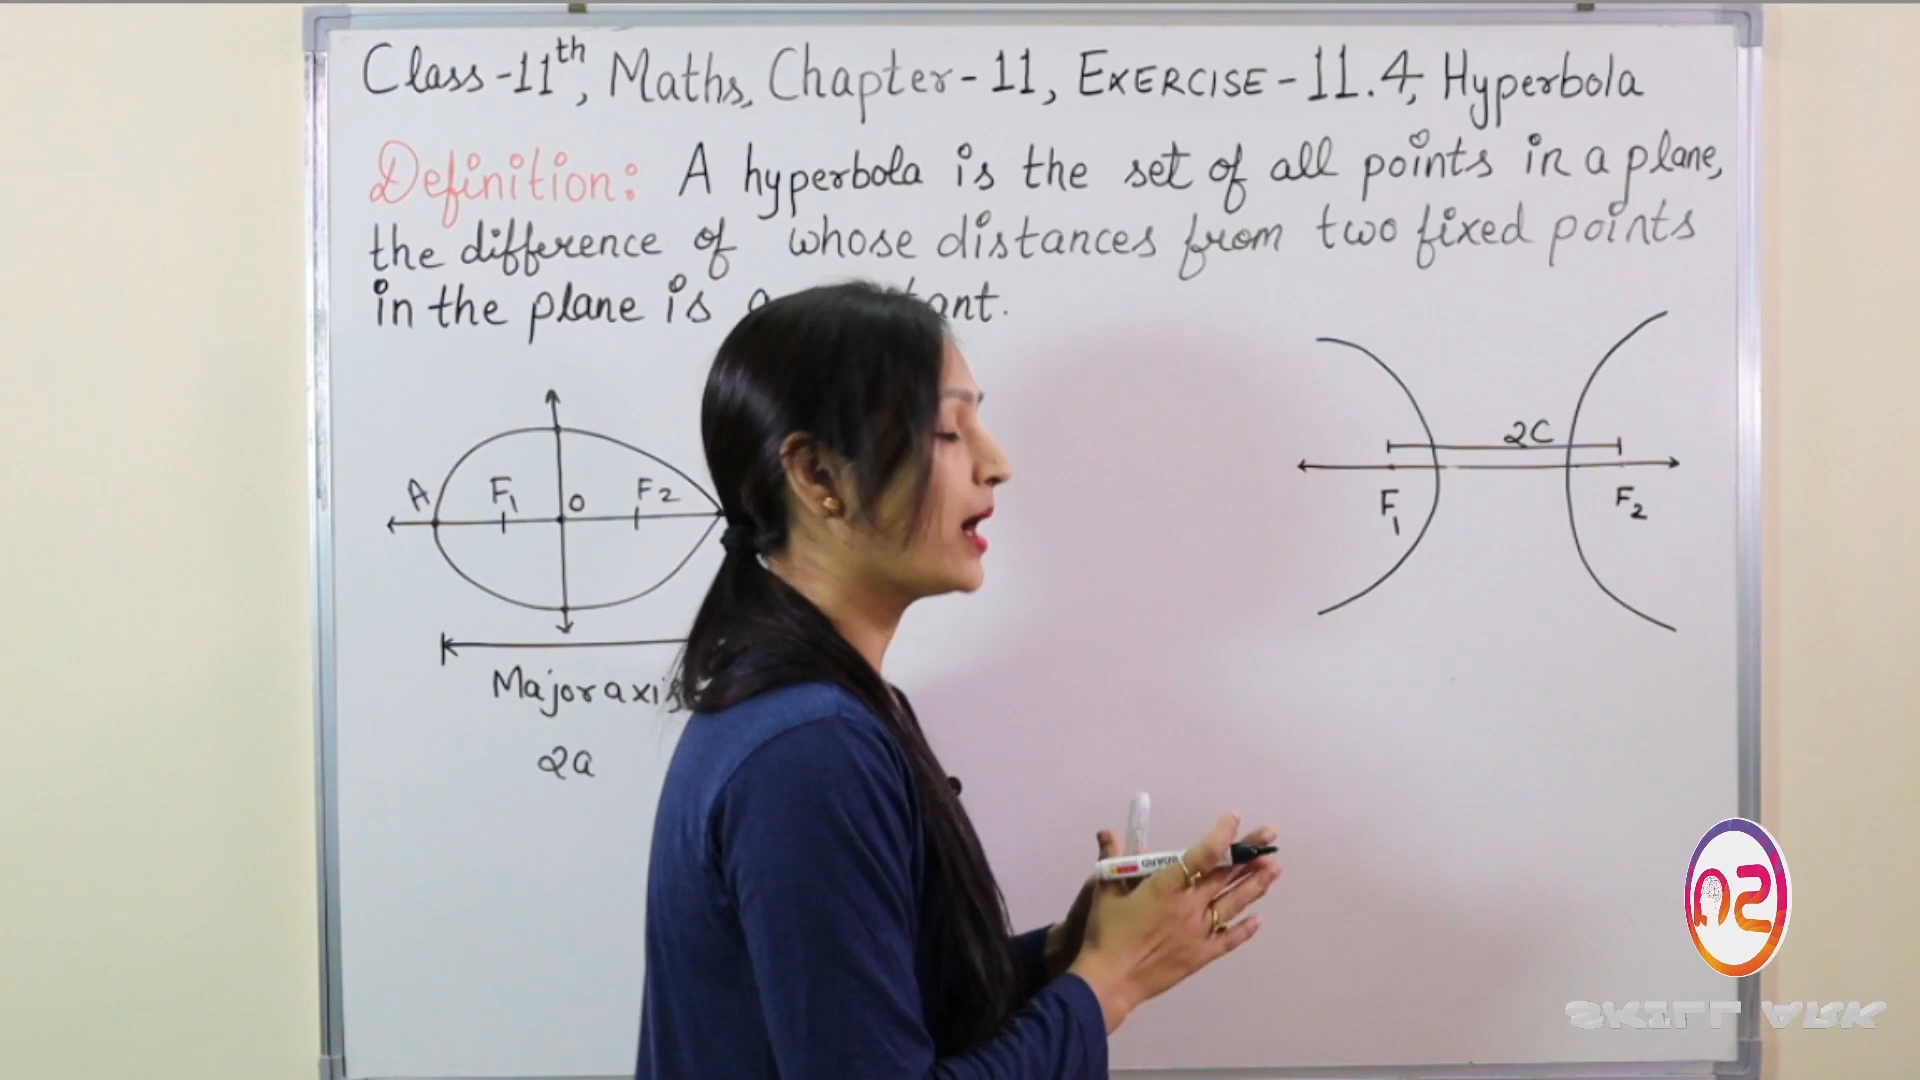 Class-11th, Maths, Chapter-11, EXERCISE-11.4, Hyperbola
Definition: A hyperbola is the set of all points in a plane,
the difference of whose distances from two fixed points
in the plane is
A F1 O F2
Major axis
2a
2C
F1 F2